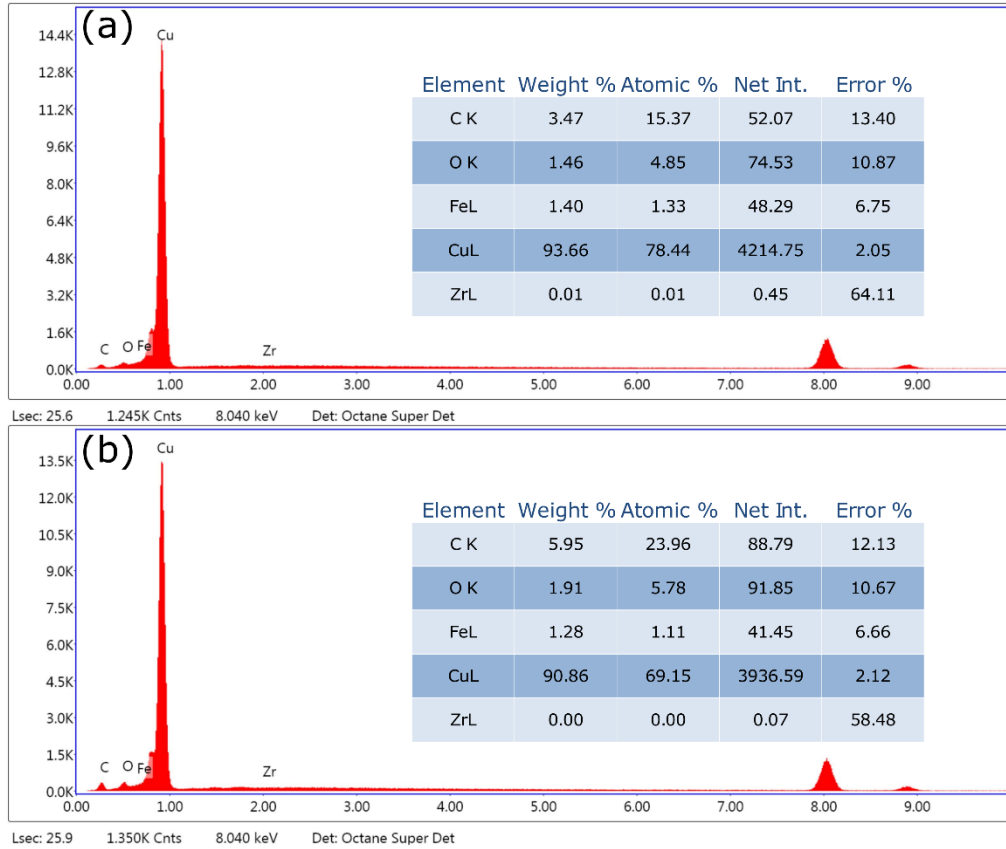 (a)
Cu
14.4K
12.8K
11.2K
9.6K
8.0K
6.4K
4.8K
3.2K
1.6K
0.0K
C O Fe Zr
0.00 1.00 2.00 3.00 4.00 5.00 6.00 7.00 8.00 9.00
Element Weight % Atomic % Net Int. Error %
C K 3.47 15.37 52.07 13.40
O K 1.46 4.85 74.53 10.87
FeL 1.40 1.33 48.29 6.75
CuL 93.66 78.44 4214.75 2.05
ZrL 0.01 0.01 0.45 64.11
Lsec: 25.6 1.245K Cnts 8.040 keV Det: Octane Super Det
(b)
Cu
13.5K
12.0K
10.5K
9.0K
7.5K
6.0K
4.5K
3.0K
1.5K
0.0K
C O Fe Zr
0.00 1.00 2.00 3.00 4.00 5.00 6.00 7.00 8.00 9.00
Element Weight % Atomic % Net Int. Error %
C K 5.95 23.96 88.79 12.13
O K 1.91 5.78 91.85 10.67
FeL 1.28 1.11 41.45 6.66
CuL 90.86 69.15 3936.59 2.12
ZrL 0.00 0.00 0.07 58.48
Lsec: 25.9 1.350K Cnts 8.040 keV Det: Octane Super Det